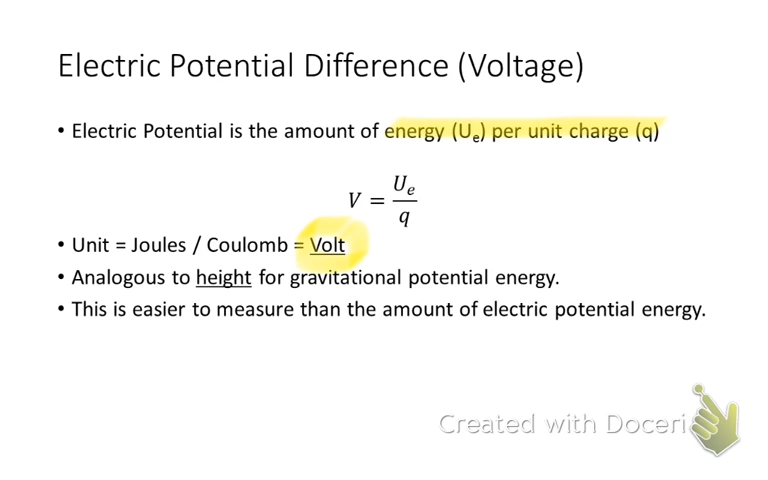 Electric Potential Difference (Voltage)
• Electric Potential is the amount of energy (Uₑ) per unit charge (q)
V = Uₑ / q
• Unit = Joules / Coulomb = Volt
• Analogous to height for gravitational potential energy.
• This is easier to measure than the amount of electric potential energy.
Created with Doceri